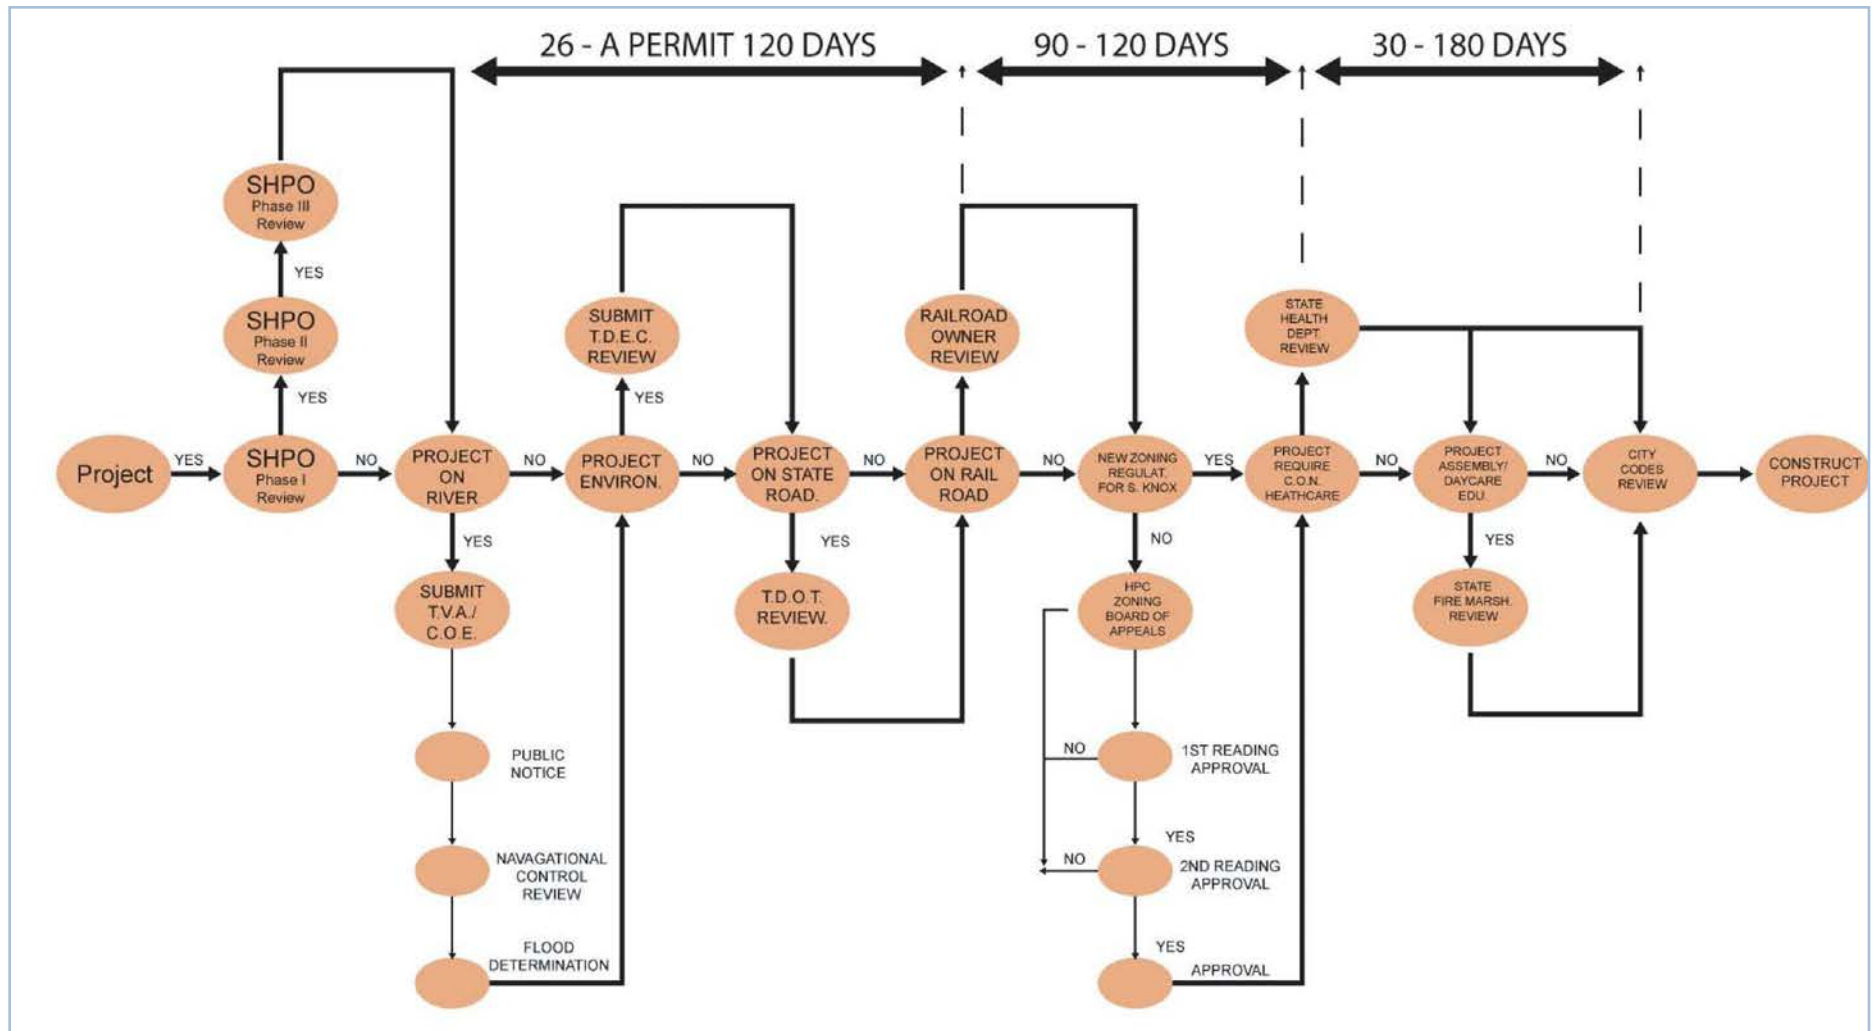 26 - A PERMIT 120 DAYS
90 - 120 DAYS
30 - 180 DAYS
SHPO
Phase III
Review
YES
SHPO
Phase II
Review
YES
SUBMIT
T.D.E.C.
REVIEW
YES
RAILROAD
OWNER
REVIEW
STATE
HEALTH
DEPT.
REVIEW
Project
YES
SHPO
Phase I
Review
NO
PROJECT
ON
RIVER
NO
PROJECT
ENVIRON.
NO
PROJECT
ON STATE
ROAD.
NO
PROJECT
ON RAIL
ROAD
NO
NEW ZONING
REGULAT.
FOR S. KNOX
YES
PROJECT
REQUIRE
C.O.N.
HEATHCARE
NO
PROJECT
ASSEMBLY/
DAYCARE
EDU.
NO
CITY
CODES
REVIEW
CONSTRUCT
PROJECT
YES
SUBMIT
T.V.A./
C.O.E.
YES
T.D.O.T.
REVIEW.
NO
HPC
ZONING
BOARD OF
APPEALS
YES
STATE
FIRE MARSH.
REVIEW
PUBLIC
NOTICE
NO
1ST READING
APPROVAL
YES
NAVAGATIONAL
CONTROL
REVIEW
NO
2ND READING
APPROVAL
YES
FLOOD
DETERMINATION
APPROVAL